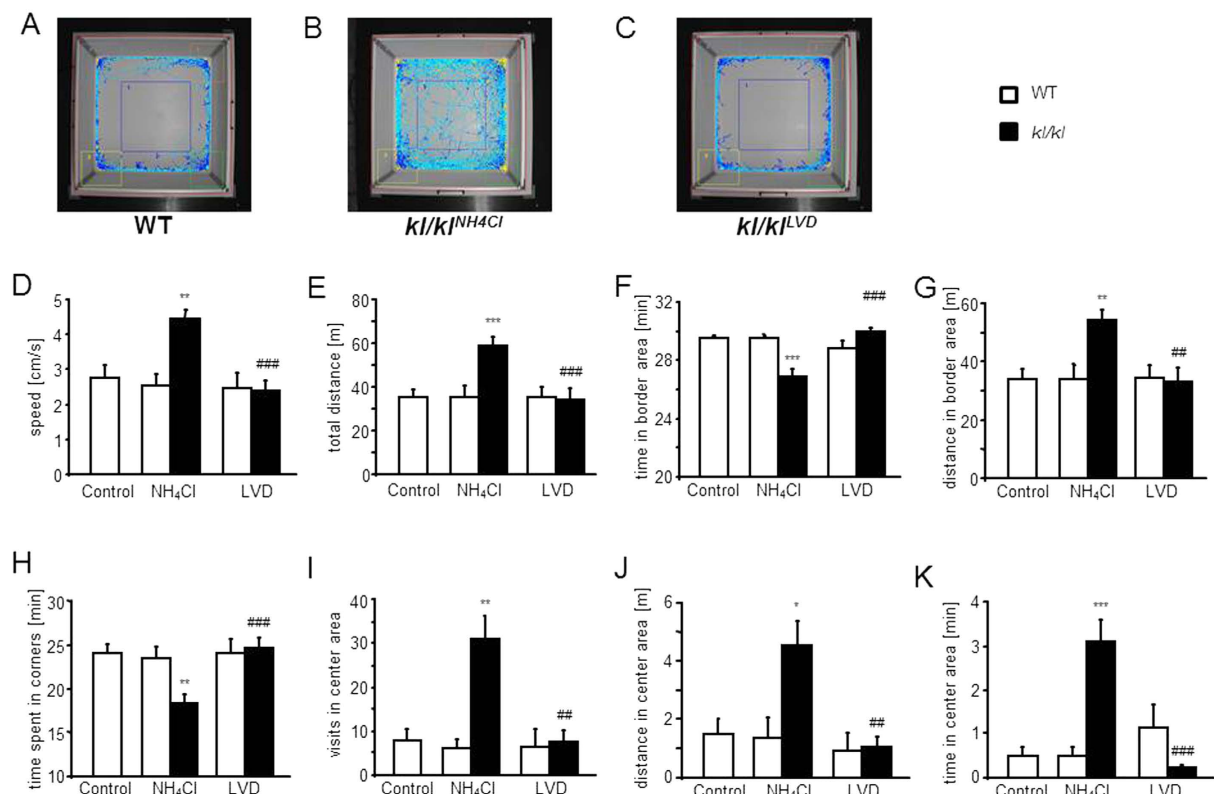 A
B
C
WT
kl/kl
WT
kl/kl^NH4Cl
kl/kl^LVD
D
speed [cm/s]
5
4
3
2
1
0
**
###
Control
NH₄Cl
LVD
E
total distance [m]
80
60
40
20
0
***
###
Control
NH₄Cl
LVD
F
time in border area [min]
32
29
26
23
20
***
###
Control
NH₄Cl
LVD
G
distance in border area [m]
60
40
20
0
**
##
Control
NH₄Cl
LVD
H
time spent in corners [min]
30
25
20
15
10
**
###
Control
NH₄Cl
LVD
I
visits in center area
40
30
20
10
0
**
##
Control
NH₄Cl
LVD
J
distance in center area [m]
6
4
2
0
*
##
Control
NH₄Cl
LVD
K
time in center area [min]
4
3
2
1
0
***
###
Control
NH₄Cl
LVD